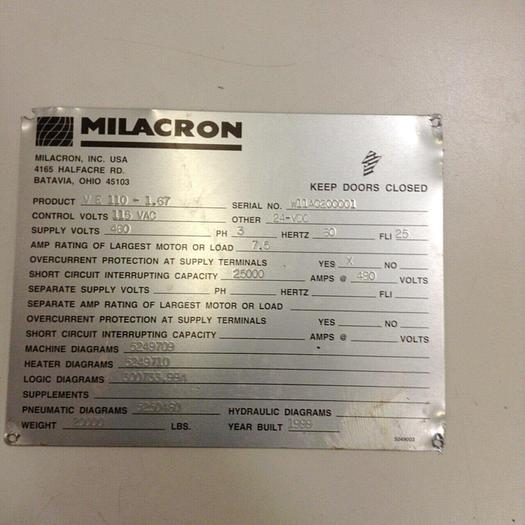 MILACRON
MILACRON, INC. USA
4165 HALFACRE RD.
BATAVIA, OHIO 45103
KEEP DOORS CLOSED
PRODUCT 110 - 1.67 SERIAL NO.
CONTROL VOLTS 115 VAC OTHER 24-VDC
SUPPLY VOLTS 480 PH 3 HERTZ FLI 25
AMP RATING OF LARGEST MOTOR OR LOAD 7.5
OVERCURRENT PROTECTION AT SUPPLY TERMINALS YES X NO
SHORT CIRCUIT INTERRUPTING CAPACITY 25000 AMPS @ 480 VOLTS
SEPARATE SUPPLY VOLTS PH HERTZ FLI
SEPARATE AMP RATING OF LARGEST MOTOR OR LOAD
OVERCURRENT PROTECTION AT SUPPLY TERMINALS YES NO
SHORT CIRCUIT INTERRUPTING CAPACITY AMPS @ VOLTS
MACHINE DIAGRAMS 5249709
HEATER DIAGRAMS 5249710
LOGIC DIAGRAMS
SUPPLEMENTS
PNEUMATIC DIAGRAMS HYDRAULIC DIAGRAMS
WEIGHT LBS. YEAR BUILT 1999
5049003